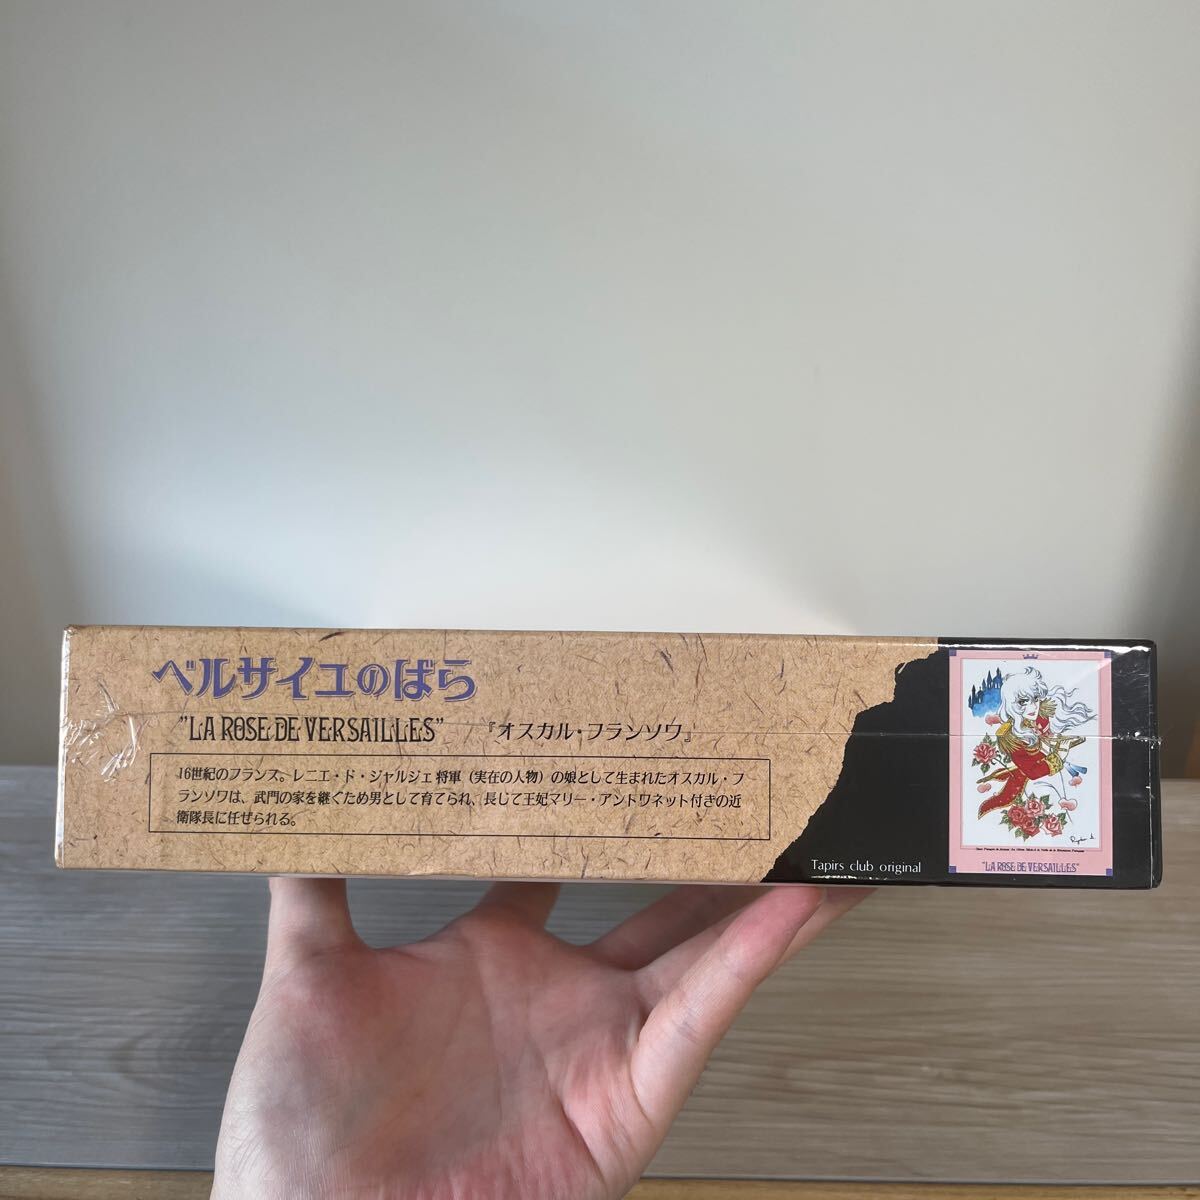 ベルサイユのばら
"LA ROSE DE VERSAILLES"
『オスカル・フランソワ』
16世紀のフランス。レニエ・ド・ジャルジェ将軍（実在の人物）の娘として生まれたオスカル・フ
ランソワは、武門の家を継ぐため男として育てられ、長じて王妃マリー・アントワネット付きの近
衛隊長に任ぜられる。
Tapirs club original
"LA ROSE DE VERSAILLES"